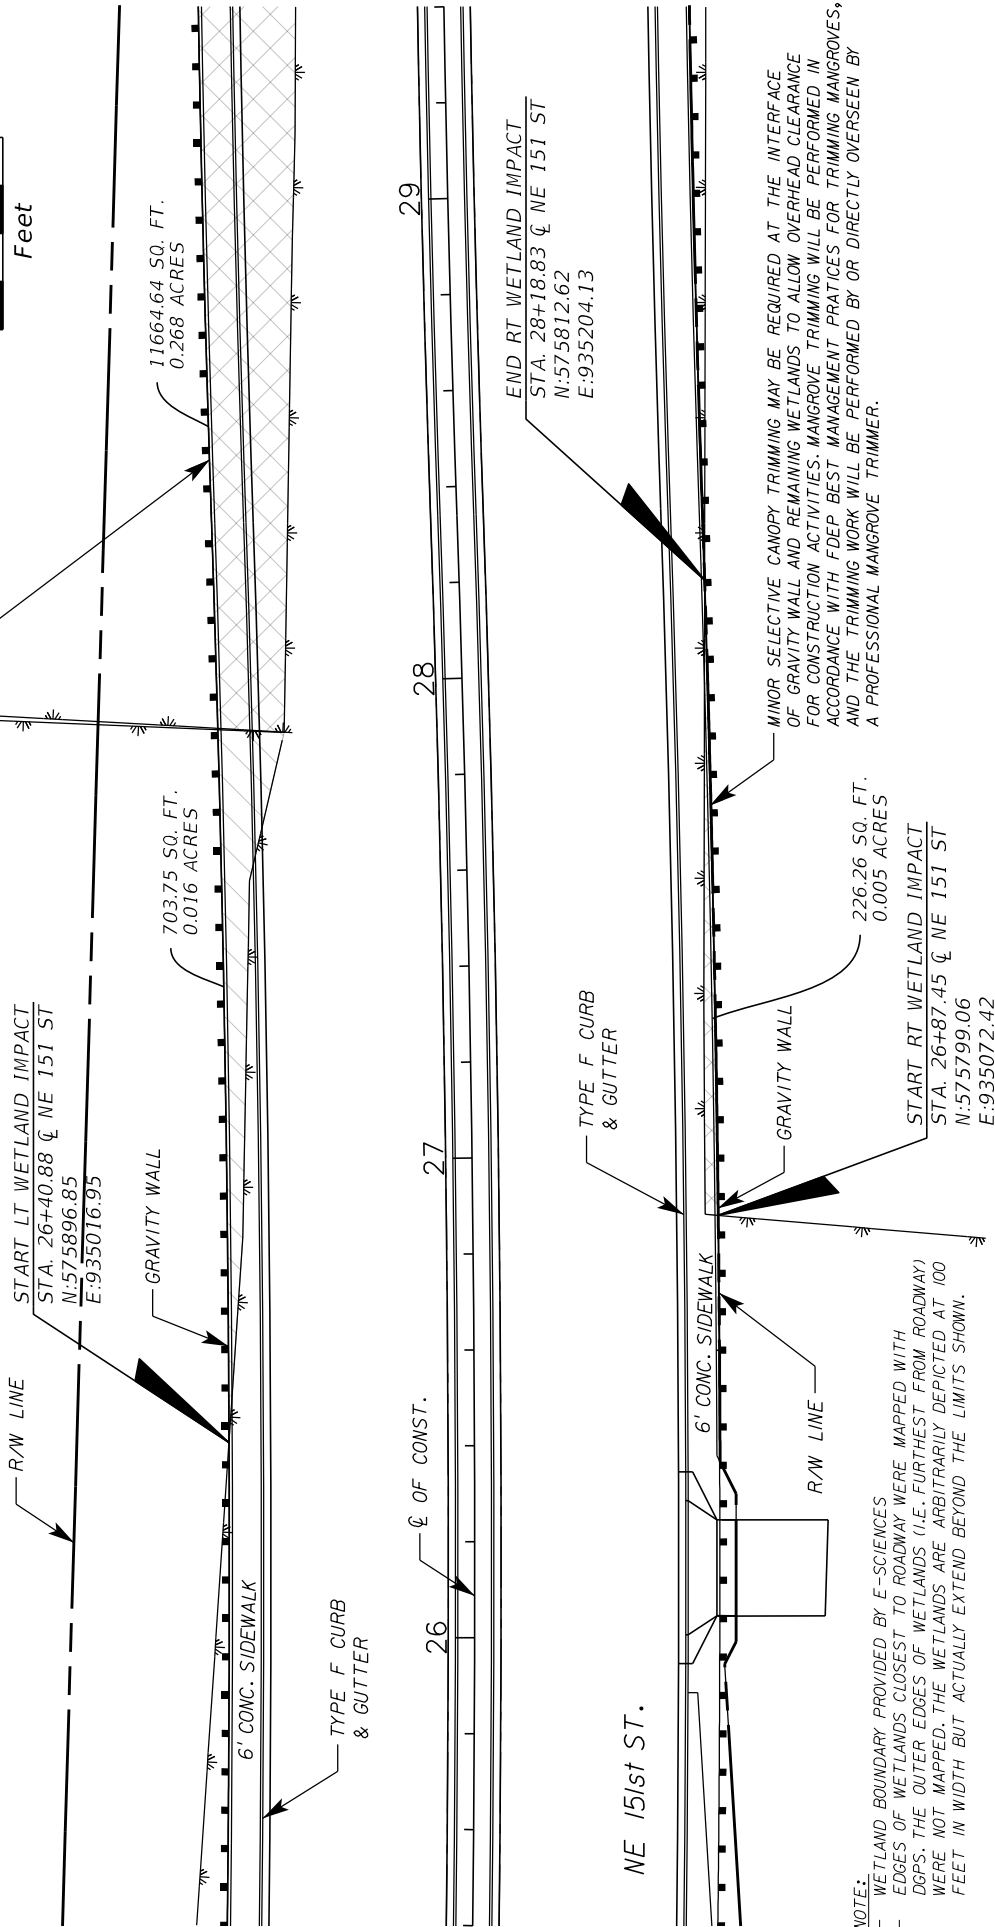 Feet
R/W LINE
START LT WETLAND IMPACT
STA. 26+40.88 ℄ NE 151 ST
N:575896.85
E:935016.95
GRAVITY WALL
703.75 SQ. FT.
0.016 ACRES
11664.64 SQ. FT.
0.268 ACRES
6' CONC. SIDEWALK
TYPE F CURB
& GUTTER
℄ OF CONST.
26
27
28
29
END RT WETLAND IMPACT
STA. 28+18.83 ℄ NE 151 ST
N:575812.62
E:935204.13
TYPE F CURB
& GUTTER
NE 151st ST.
6' CONC. SIDEWALK
GRAVITY WALL
R/W LINE
226.26 SQ. FT.
0.005 ACRES
START RT WETLAND IMPACT
STA. 26+87.45 ℄ NE 151 ST
N:575799.06
E:935072.42
MINOR SELECTIVE CANOPY TRIMMING MAY BE REQUIRED AT THE INTERFACE
OF GRAVITY WALL AND REMAINING WETLANDS TO ALLOW OVERHEAD CLEARANCE
FOR CONSTRUCTION ACTIVITIES. MANGROVE TRIMMING WILL BE PERFORMED IN
ACCORDANCE WITH FDEP BEST MANAGEMENT PRATICES FOR TRIMMING MANGROVES,
AND THE TRIMMING WORK WILL BE PERFORMED BY OR DIRECTLY OVERSEEN BY
A PROFESSIONAL MANGROVE TRIMMER.
NOTE:
- WETLAND BOUNDARY PROVIDED BY E-SCIENCES
- EDGES OF WETLANDS CLOSEST TO ROADWAY WERE MAPPED WITH
DGPS. THE OUTER EDGES OF WETLANDS (I.E. FURTHEST FROM ROADWAY)
WERE NOT MAPPED. THE WETLANDS ARE ARBITRARILY DEPICTED AT 100
FEET IN WIDTH BUT ACTUALLY EXTEND BEYOND THE LIMITS SHOWN.